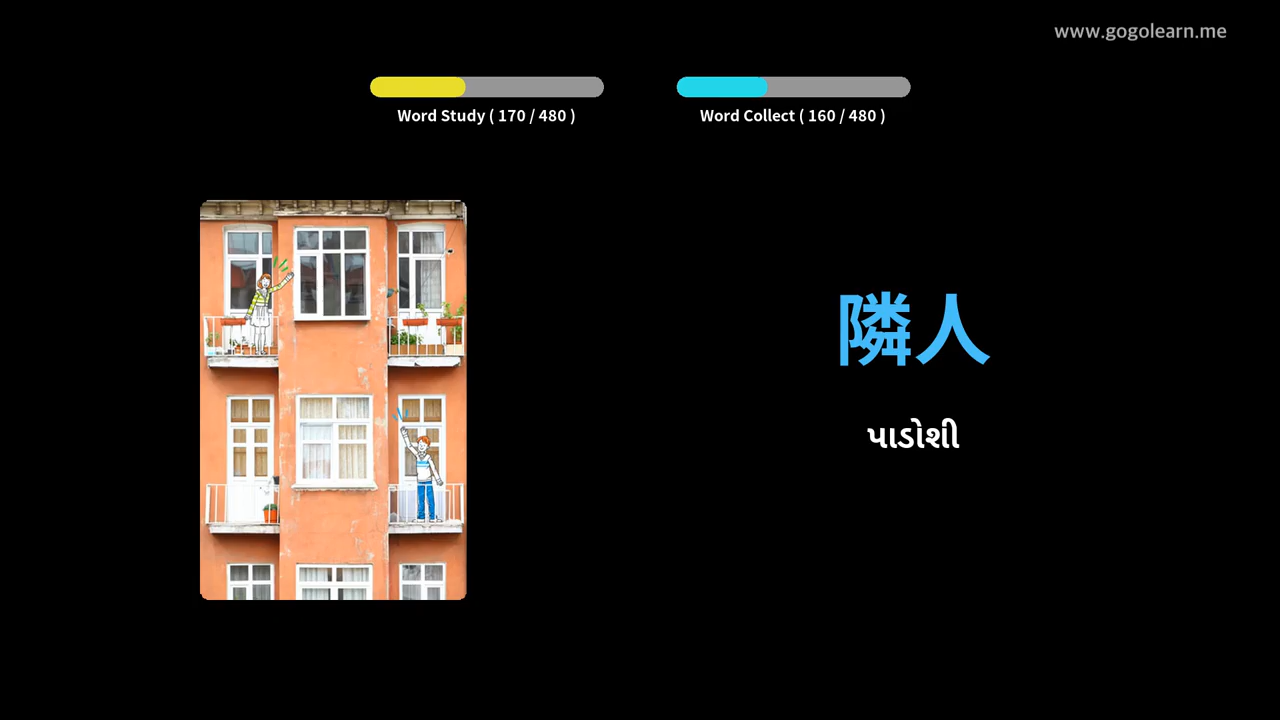 www.gogolearn.me
Word Study ( 170 / 480 )
Word Collect ( 160 / 480 )
隣人
પાડોશી